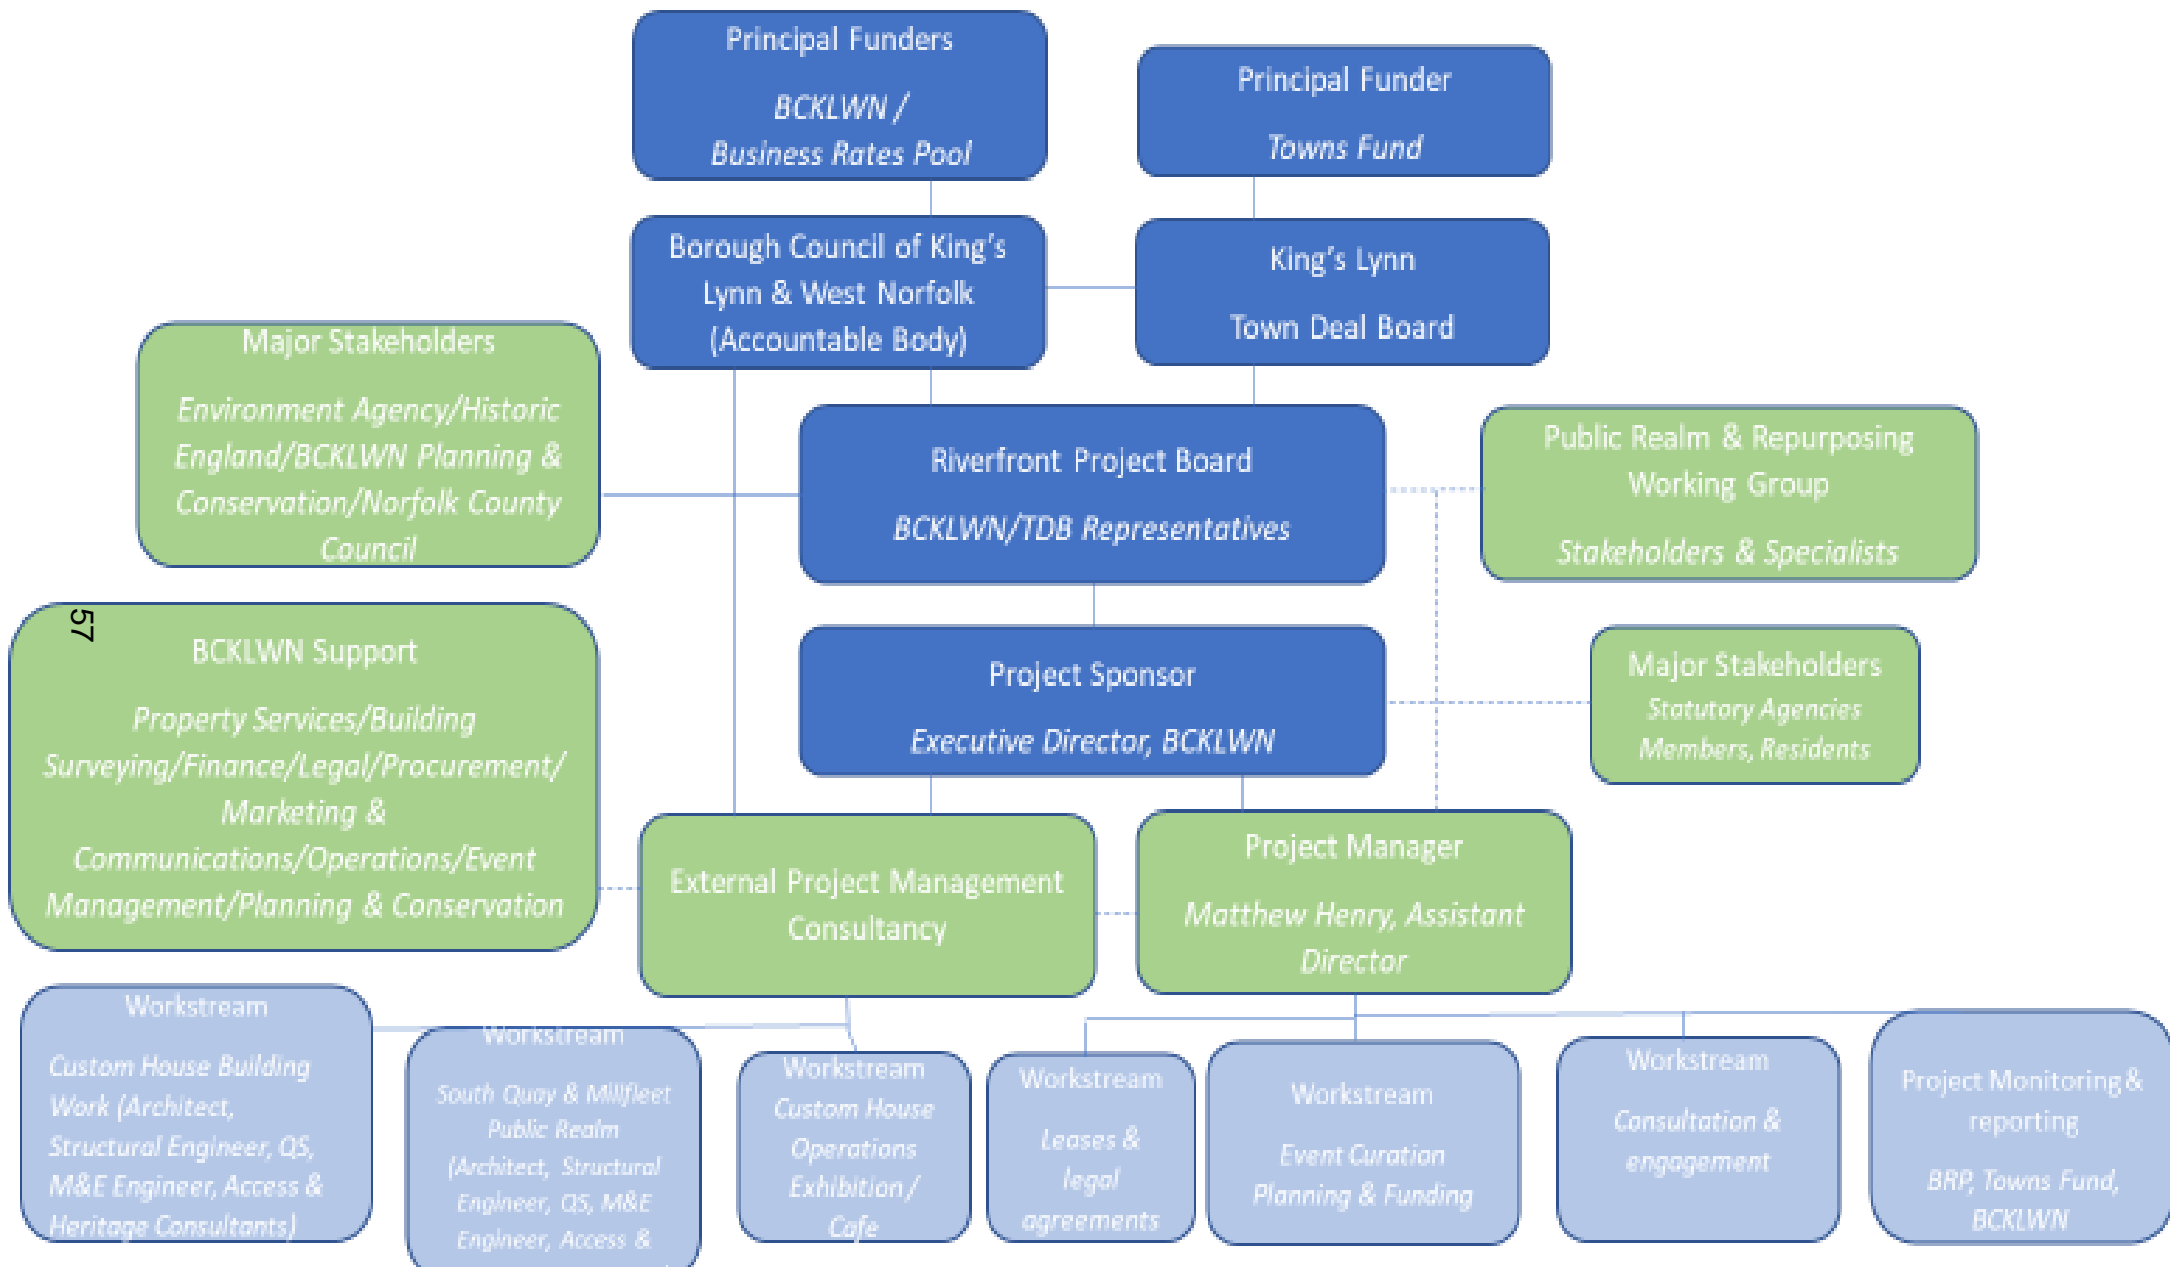 Principal Funders
BCKLWN /
Business Rates Pool
Principal Funder
Towns Fund
Borough Council of King's
Lynn & West Norfolk
(Accountable Body)
King's Lynn
Town Deal Board
Major Stakeholders
Environment Agency/Historic
England/BCKLWN Planning &
Conservation/Norfolk County
Council
Riverfront Project Board
BCKLWN/TDB Representatives
Public Realm & Repurposing
Working Group
Stakeholders & Specialists
57
BCKLWN Support
Property Services/Building
Surveying/Finance/Legal/Procurement/
Marketing &
Communications/Operations/Event
Management/Planning & Conservation
Project Sponsor
Executive Director, BCKLWN
Major Stakeholders
Statutory Agencies
Members, Residents
External Project Management
Consultancy
Project Manager
Matthew Henry, Assistant
Director
Workstream
Custom House Building
Work (Architect,
Structural Engineer, QS,
M&E Engineer, Access &
Heritage Consultants)
Workstream
South Quay & Millfleet
Public Realm
(Architect, Structural
Engineer, QS, M&E
Engineer, Access &
Workstream
Custom House
Operations
Exhibition /
Cafe
Workstream
Leases &
legal
agreements
Workstream
Event Curation
Planning & Funding
Workstream
Consultation &
engagement
Project Monitoring &
reporting
BRP, Towns Fund,
BCKLWN